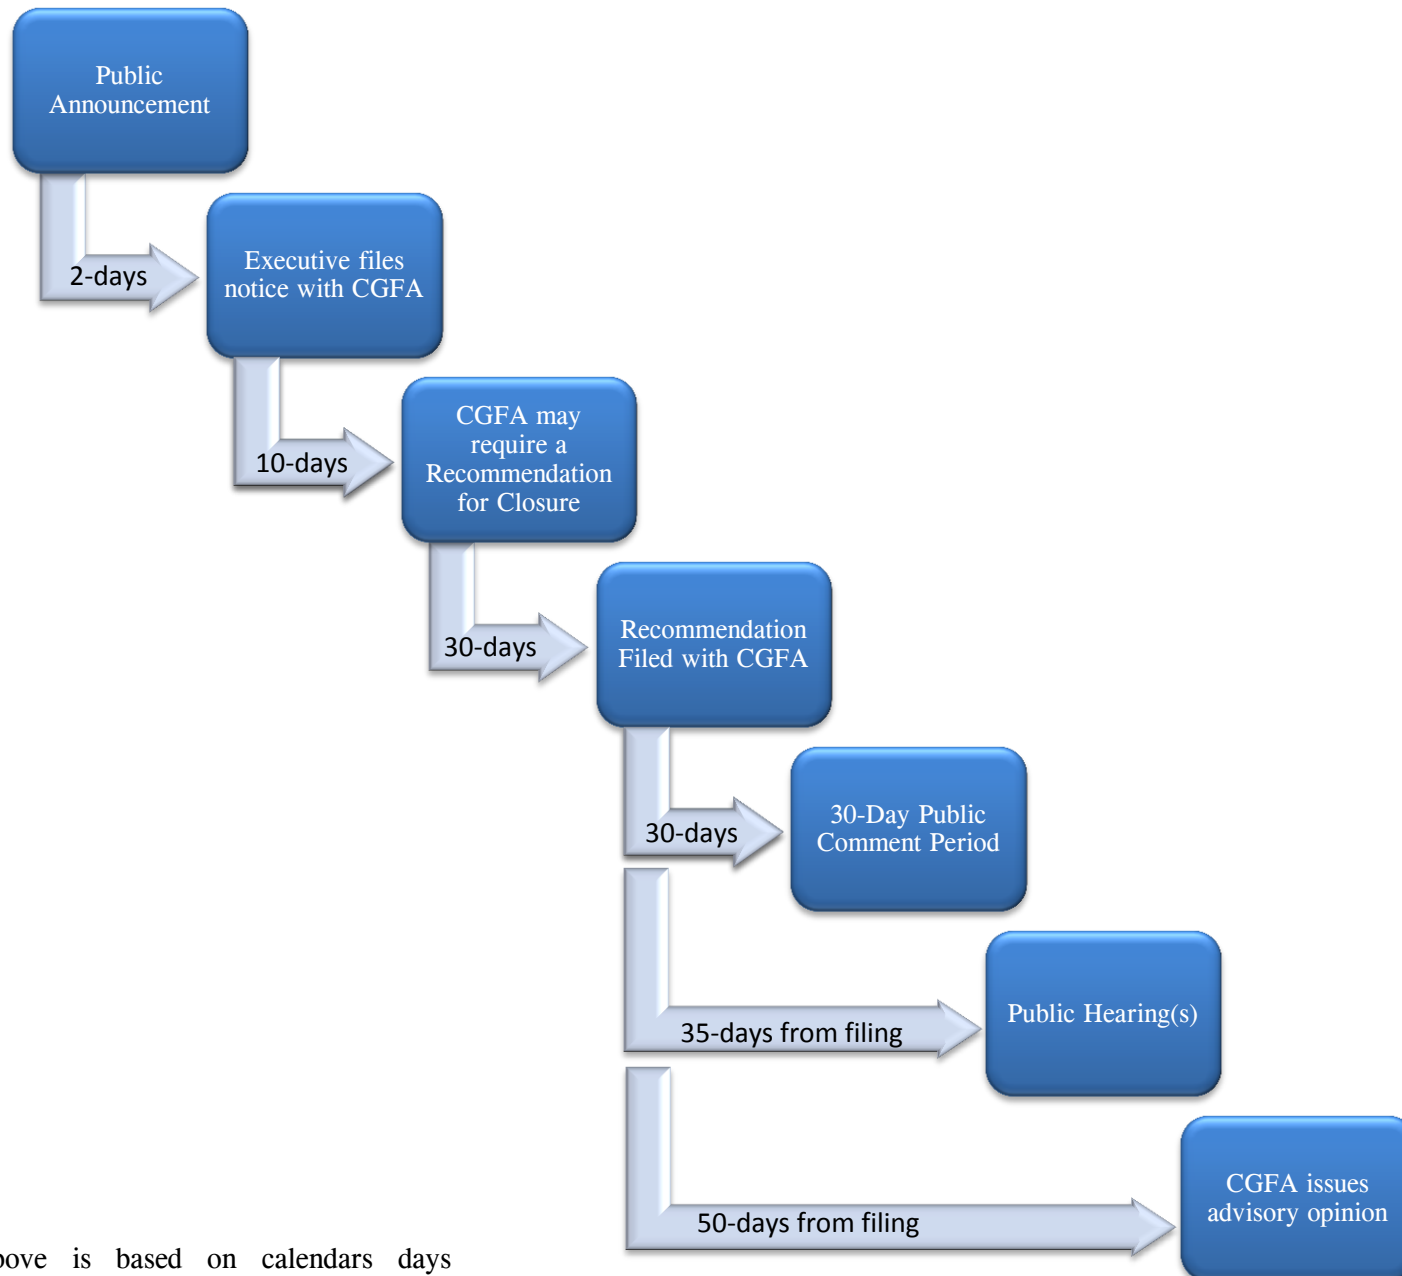 Public
Announcement
2-days
Executive files
notice with CGFA
10-days
CGFA may
require a
Recommendation
for Closure
30-days
Recommendation
Filed with CGFA
30-days
30-Day Public
Comment Period
35-days from filing
Public Hearing(s)
50-days from filing
CGFA issues
advisory opinion
is based on calendars days